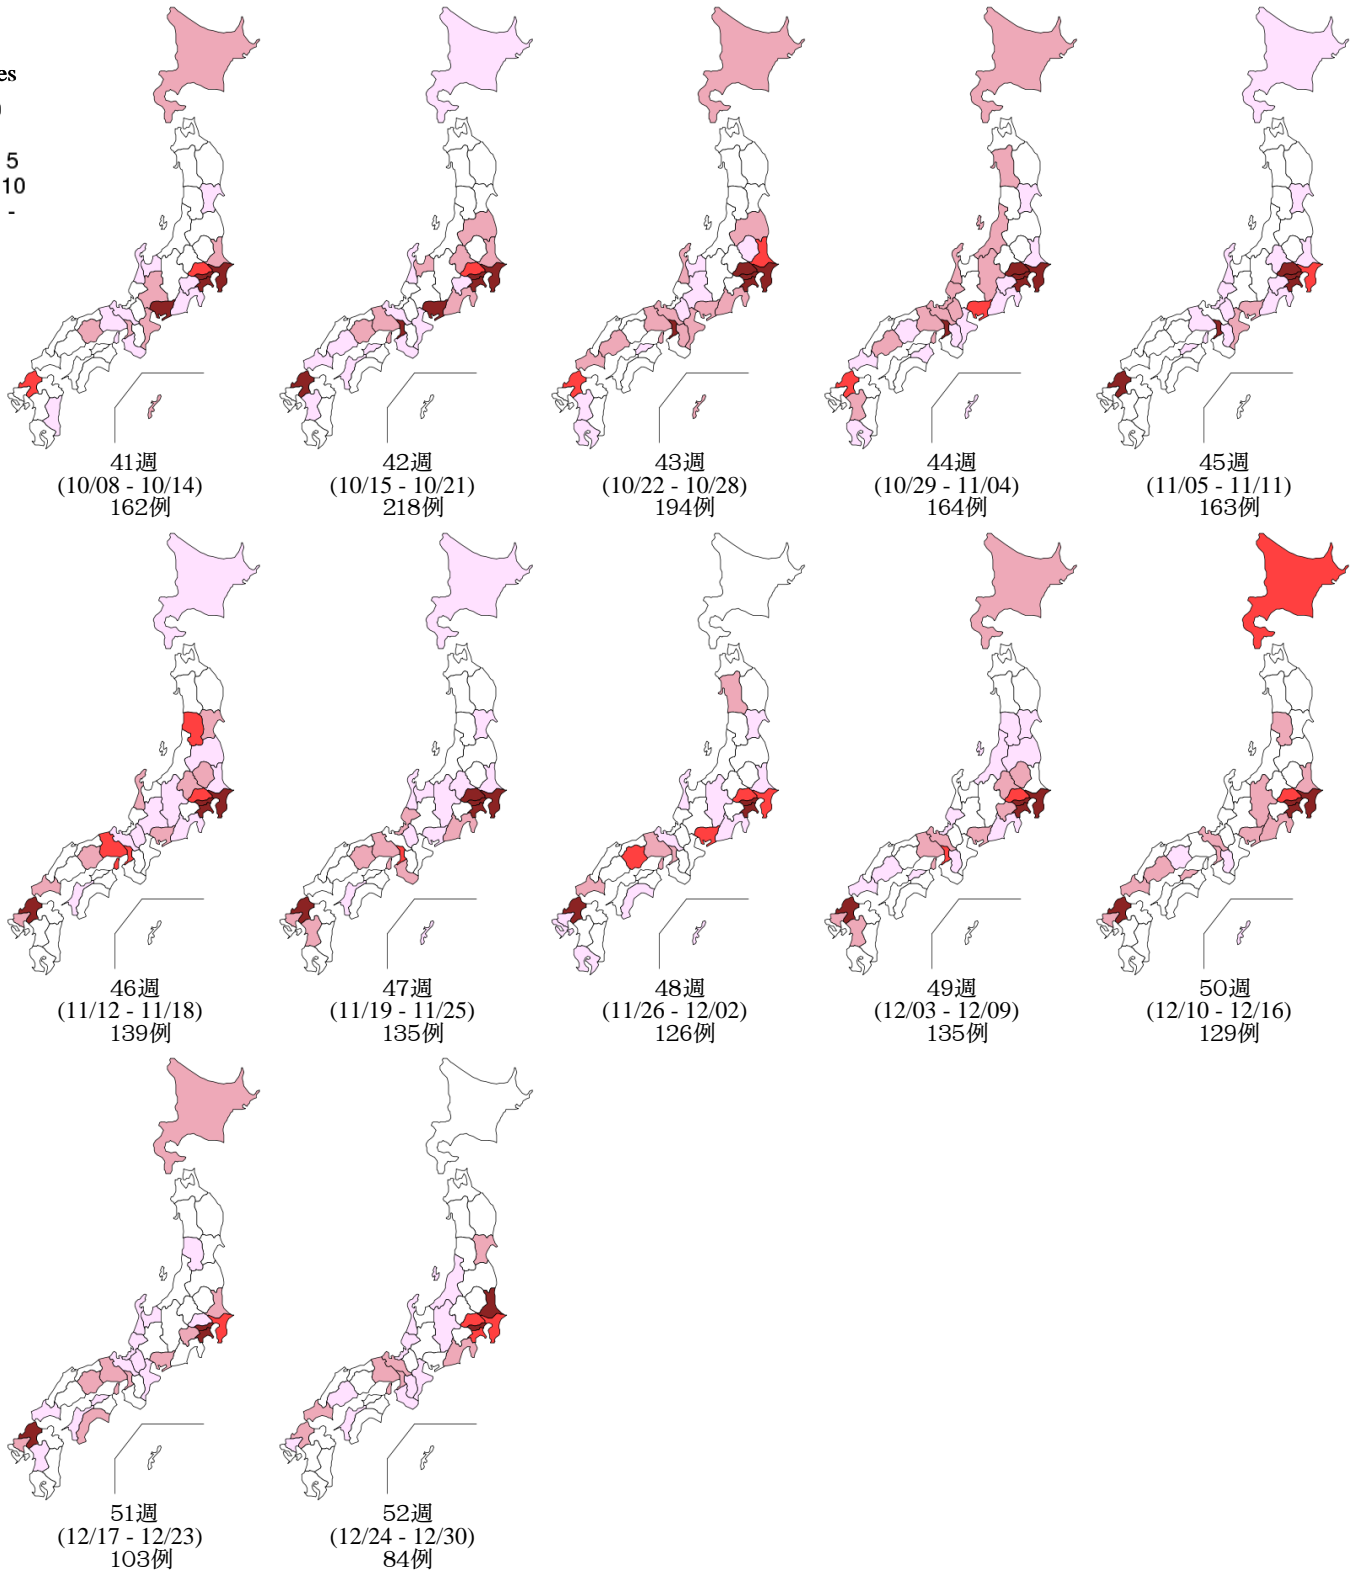 es
5
10
-
41週
(10/08 - 10/14)
162例
42週
(10/15 - 10/21)
218例
43週
(10/22 - 10/28)
194例
44週
(10/29 - 11/04)
164例
45週
(11/05 - 11/11)
163例
46週
(11/12 - 11/18)
139例
47週
(11/19 - 11/25)
135例
48週
(11/26 - 12/02)
126例
49週
(12/03 - 12/09)
135例
50週
(12/10 - 12/16)
129例
51週
(12/17 - 12/23)
103例
52週
(12/24 - 12/30)
84例